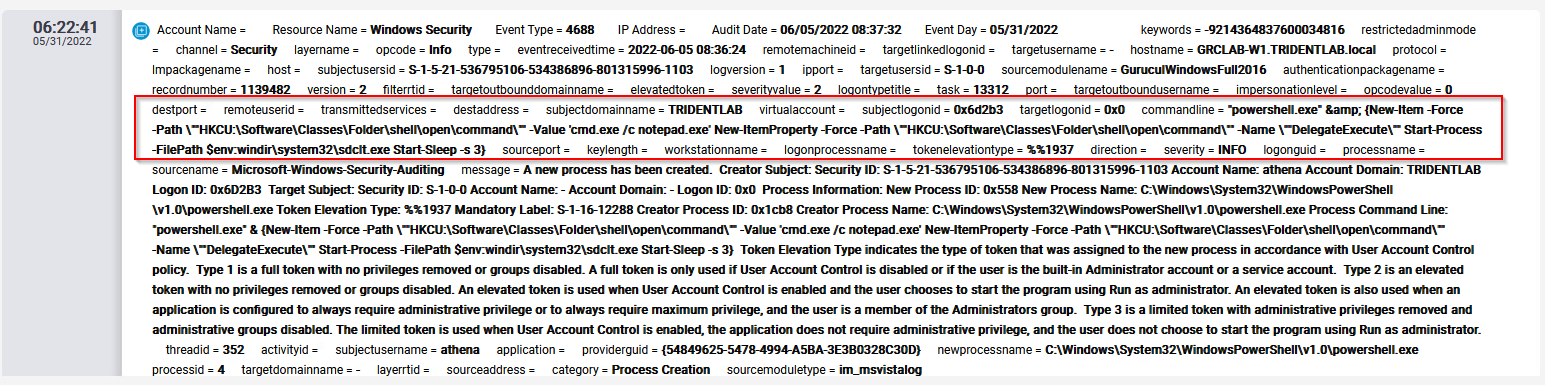 06:22:41
05/31/2022
Account Name = Resource Name = Windows Security Event Type = 4688 IP Address = Audit Date = 06/05/2022 08:37:32 Event Day = 05/31/2022 keywords = -9214364837600034816 restrictedadminmode
= channel = Security layername = opcode = Info type = eventreceivedtime = 2022-06-05 08:36:24 remotemachineid = targetlinkedlogonid = targetusername = - hostname = GRCLAB-W1.TRIDENTLAB.local protocol =
lmpackagename = host = subjectusersid = S-1-5-21-536795106-534386896-801315996-1103 logversion = 1 ipport = targetusersid = S-1-0-0 sourcemodulename = GuruculWindowsFull2016 authenticationpackagename =
recordnumber = 1139482 version = 2 filterrtid = targetoutbounddomainname = elevatedtoken = severityvalue = 2 logontypetitle = task = 13312 port = targetoutboundusername = impersonationlevel = opcodevalue = 0
destport = remoteuserid = transmittedservices = destaddress = subjectdomainname = TRIDENTLAB virtualaccount = subjectlogonid = 0x6d2b3 targetlogonid = 0x0 commandline = "powershell.exe" &amp; {New-Item -Force
-Path \""HKCU:\Software\Classes\Folder\shell\open\command\"" -Value 'cmd.exe /c notepad.exe' New-ItemProperty -Force -Path \""HKCU:\Software\Classes\Folder\shell\open\command\"" -Name \""DelegateExecute\"" Start-Process
-FilePath $env:windir\system32\sdclt.exe Start-Sleep -s 3} sourceport = keylength = workstationname = logonprocessname = tokenelevationtype = %%1937 direction = severity = INFO logonguid = processname =
sourcename = Microsoft-Windows-Security-Auditing message = A new process has been created. Creator Subject: Security ID: S-1-5-21-536795106-534386896-801315996-1103 Account Name: athena Account Domain: TRIDENTLAB
Logon ID: 0x6D2B3 Target Subject: Security ID: S-1-0-0 Account Name: - Account Domain: - Logon ID: 0x0 Process Information: New Process ID: 0x558 New Process Name: C:\Windows\System32\WindowsPowerShell
\v1.0\powershell.exe Token Elevation Type: %%1937 Mandatory Label: S-1-16-12288 Creator Process ID: 0x1cb8 Creator Process Name: C:\Windows\System32\WindowsPowerShell\v1.0\powershell.exe Process Command Line:
"powershell.exe" & {New-Item -Force -Path \""HKCU:\Software\Classes\Folder\shell\open\command\"" -Value 'cmd.exe /c notepad.exe' New-ItemProperty -Force -Path \""HKCU:\Software\Classes\Folder\shell\open\command\""
-Name \""DelegateExecute\"" Start-Process -FilePath $env:windir\system32\sdclt.exe Start-Sleep -s 3} Token Elevation Type indicates the type of token that was assigned to the new process in accordance with User Account Control
policy. Type 1 is a full token with no privileges removed or groups disabled. A full token is only used if User Account Control is disabled or if the user is the built-in Administrator account or a service account. Type 2 is an elevated
token with no privileges removed or groups disabled. An elevated token is used when User Account Control is enabled and the user chooses to start the program using Run as administrator. An elevated token is also used when an
application is configured to always require administrative privilege or to always require maximum privilege, and the user is a member of the Administrators group. Type 3 is a limited token with administrative privileges removed and
administrative groups disabled. The limited token is used when User Account Control is enabled, the application does not require administrative privilege, and the user does not choose to start the program using Run as administrator.
threadid = 352 activityid = subjectusername = athena application = providerguid = {54849625-5478-4994-A5BA-3E3B0328C30D} newprocessname = C:\Windows\System32\WindowsPowerShell\v1.0\powershell.exe
processid = 4 targetdomainname = - layerrtid = sourceaddress = category = Process Creation sourcemoduletype = im_msvistalog